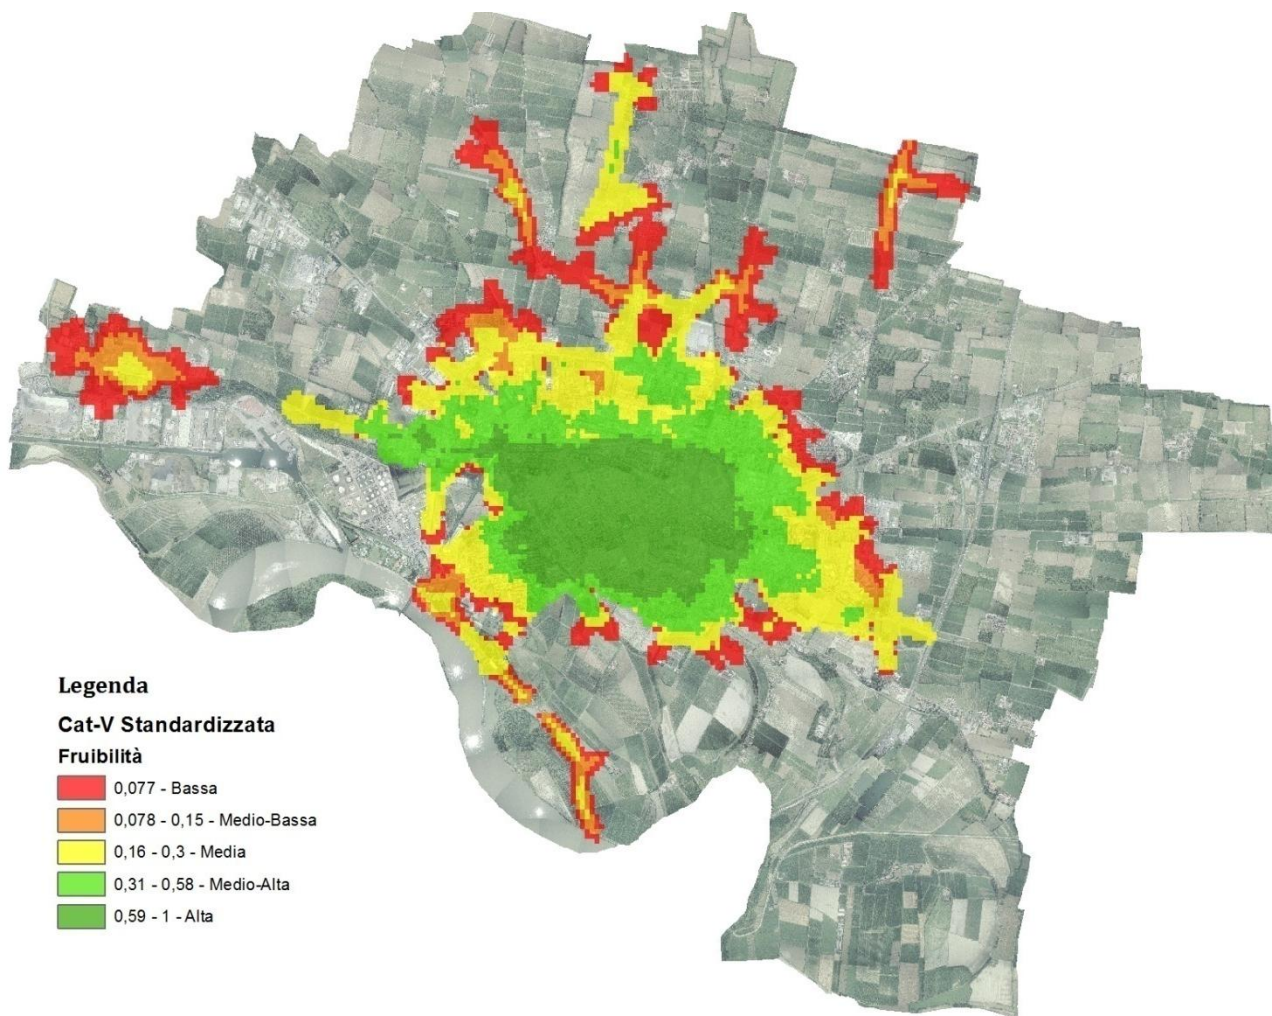 Legenda
Cat-V Standardizzata
Fruibilità
0,077 - Bassa
0,078 - 0,15 - Medio-Bassa
0,16 - 0,3 - Media
0,31 - 0,58 - Medio-Alta
0,59 - 1 - Alta